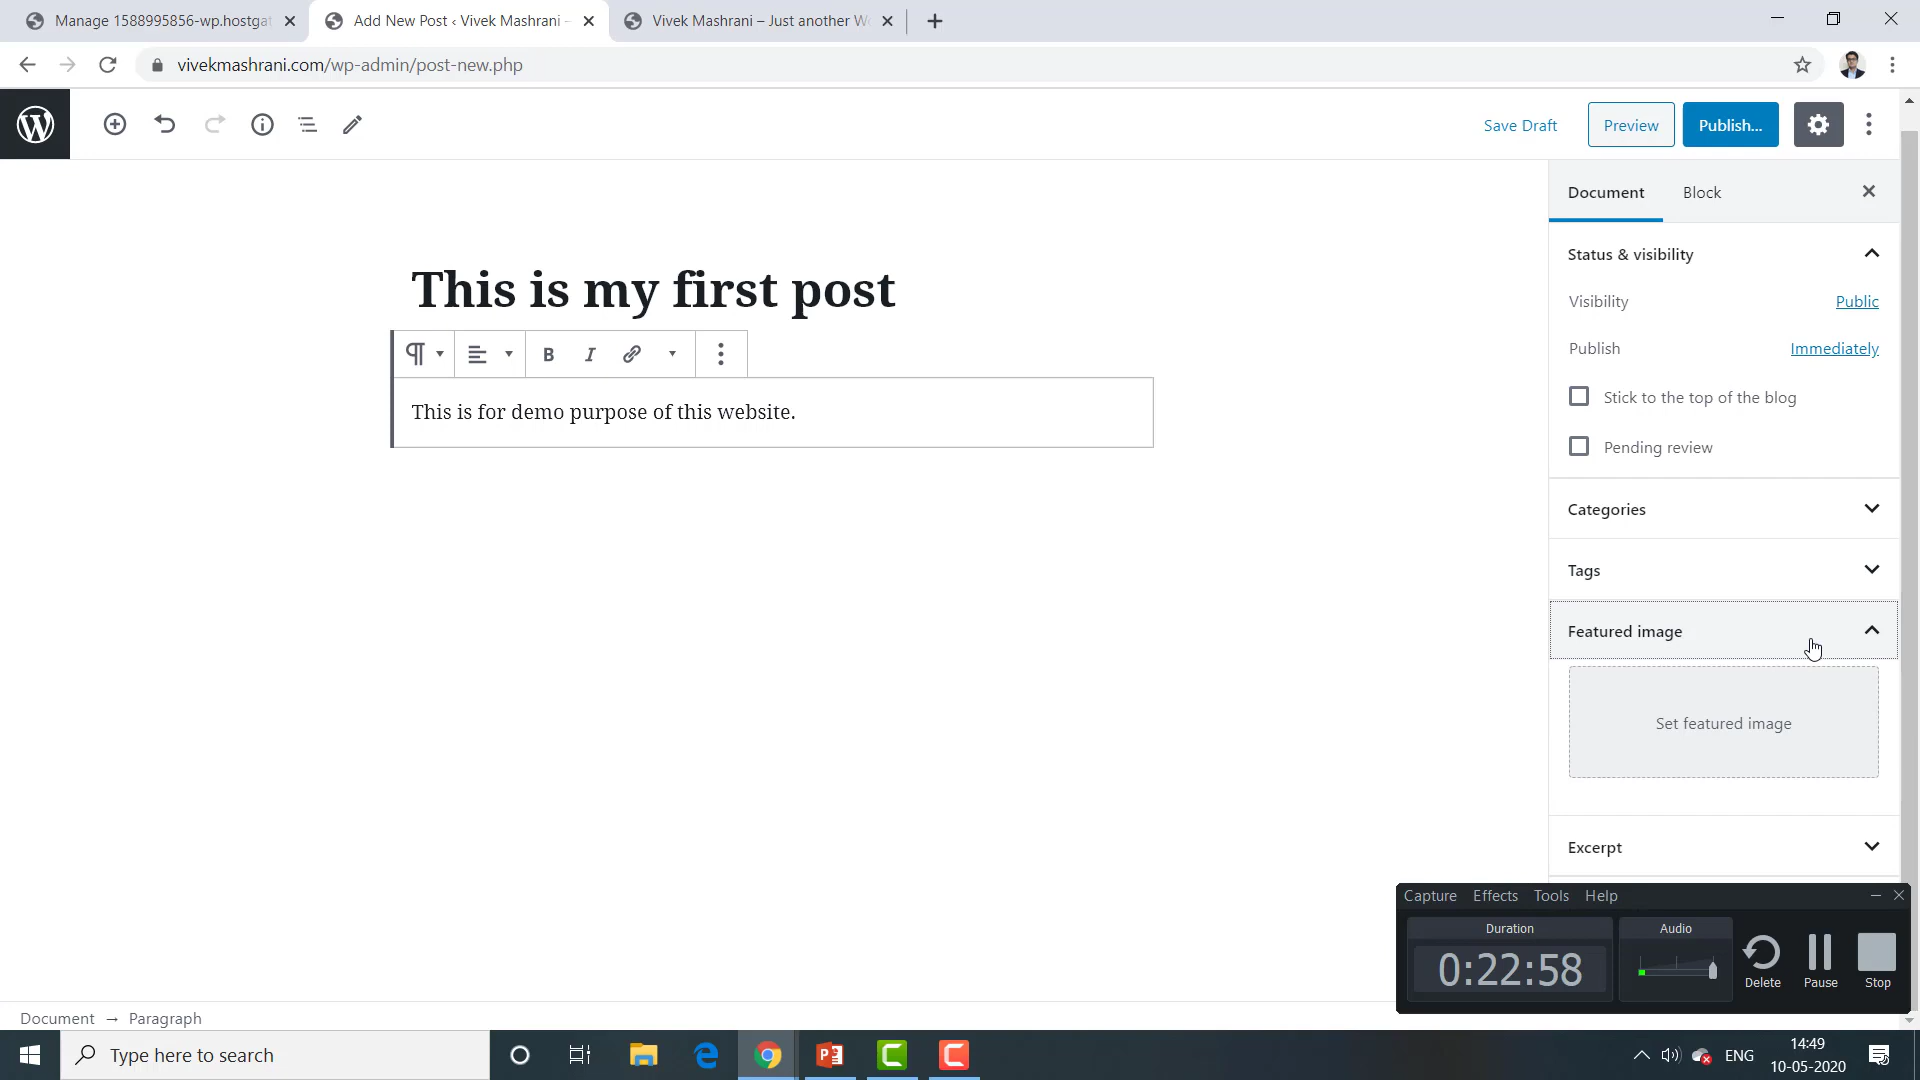 Manage 1588995856-wp.hostga
Add New Post ‹ Vivek Mashrani –
Vivek Mashrani – Just another W
vivekmashrani.com/wp-admin/post-new.php
Save Draft
Preview
Publish...
Document
Block
Status & visibility
Visibility
Public
Publish
Immediately
Stick to the top of the blog
Pending review
Categories
Tags
Featured image
Set featured image
Excerpt
This is my first post
B
I
This is for demo purpose of this website.
Capture
Effects
Tools
Help
Duration
0:22:58
Audio
Delete
Pause
Stop
Document → Paragraph
Type here to search
ENG
14:49
10-05-2020